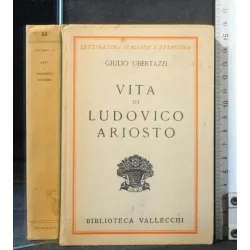 LETTERATURA ITALIANA E STRANIERA
GIULIO UBERTAZZI
VITA
DI
LUDOVICO
ARIOSTO
BIBLIOTECA VALLECCHI